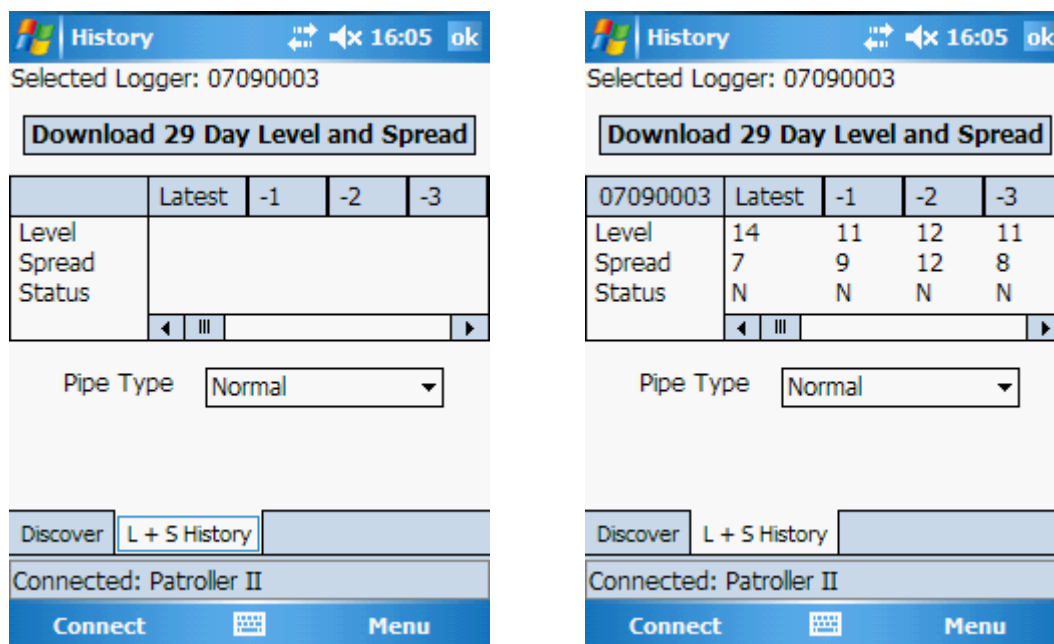 History 16:05 ok
Selected Logger: 07090003
Download 29 Day Level and Spread
Latest -1 -2 -3
Level
Spread
Status
Pipe Type Normal
Discover L + S History
Connected: Patroller II
Connect Menu
History 16:05 ok
Selected Logger: 07090003
Download 29 Day Level and Spread
07090003 Latest -1 -2 -3
Level 14 11 12 11
Spread 7 9 12 8
Status N N N N
Pipe Type Normal
Discover L + S History
Connected: Patroller II
Connect Menu